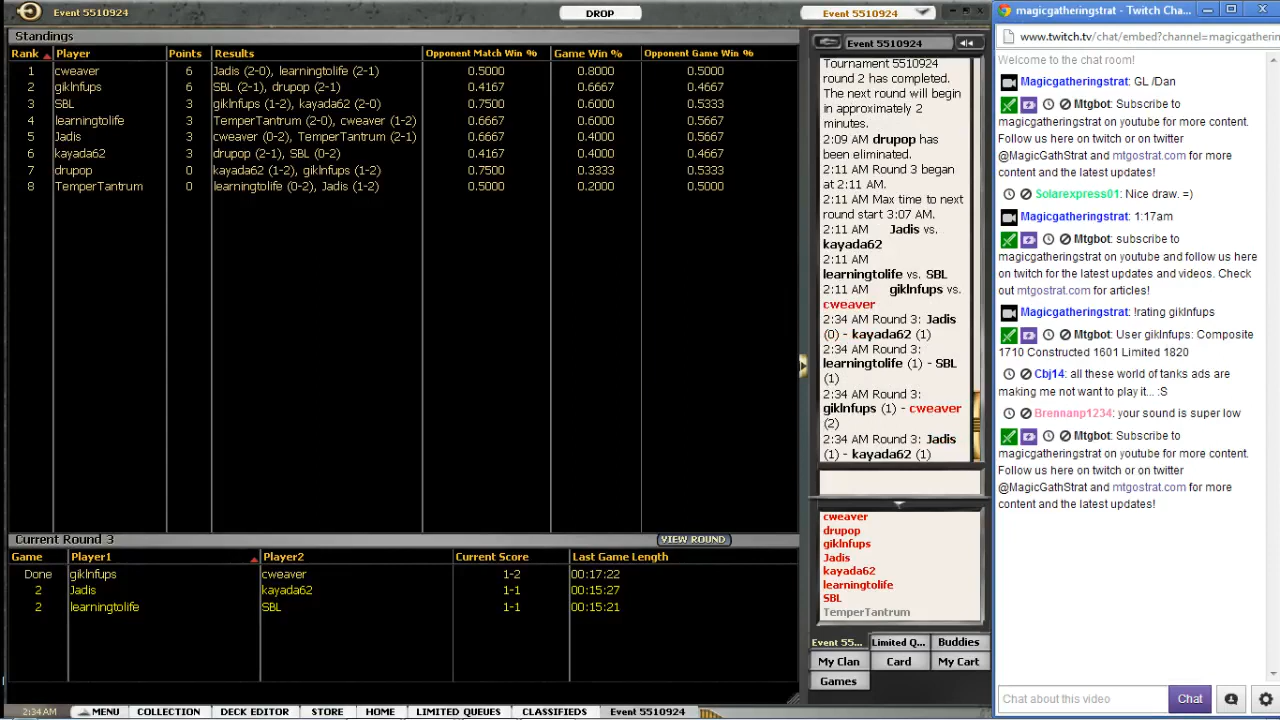 Event 5510924
DROP
Event 5510924
Standings
Rank Player Points Results Opponent Match Win % Game Win % Opponent Game Win %
1 cweaver 6 Jadis (2-0), learningtolife (2-1) 0.5000 0.8000 0.5000
2 giklnfups 6 SBL (2-1), drupop (2-1) 0.4167 0.6667 0.4667
3 SBL 3 giklnfups (1-2), kayada62 (2-0) 0.7500 0.6000 0.5333
4 learningtolife 3 TemperTantrum (2-0), cweaver (1-2) 0.6667 0.6000 0.5667
5 Jadis 3 cweaver (0-2), TemperTantrum (2-1) 0.6667 0.4000 0.5667
6 kayada62 3 drupop (2-1), SBL (0-2) 0.4167 0.4000 0.4667
7 drupop 0 kayada62 (1-2), giklnfups (1-2) 0.7500 0.3333 0.5333
8 TemperTantrum 0 learningtolife (0-2), Jadis (1-2) 0.5000 0.2000 0.5000
Current Round 3
VIEW ROUND
Game Player1 Player2 Current Score Last Game Length
Done giklnfups cweaver 1-2 00:17:22
2 Jadis kayada62 1-1 00:15:27
2 learningtolife SBL 1-1 00:15:21
2:34AM MENU COLLECTION DECK EDITOR STORE HOME LIMITED QUEUES CLASSIFIEDS Event 5510924
Event 5510924
Tournament 5510924
round 2 has completed.
The next round will begin
in approximately 2
minutes.
2:09 AM drupop has
been eliminated.
2:11 AM Round 3 began
at 2:11 AM.
2:11 AM Max time to next
round start 3:07 AM.
2:11 AM Jadis vs.
kayada62
2:11 AM
learningtolife vs. SBL
2:11 AM giklnfups vs.
cweaver
2:34 AM Round 3: Jadis
(0) - kayada62 (1)
2:34 AM Round 3:
learningtolife (1) - SBL
(1)
2:34 AM Round 3:
giklnfups (1) - cweaver
(2)
2:34 AM Round 3: Jadis
(1) - kayada62 (1)
cweaver
drupop
giklnfups
Jadis
kayada62
learningtolife
SBL
TemperTantrum
Event 55... Limited Q... Buddies
My Clan Card My Cart
Games
magicgatheringstrat - Twitch Cha...
www.twitch.tv/chat/embed?channel=magicgatherin
Welcome to the chat room!
Magicgatheringstrat: GL /Dan
Mtgbot: Subscribe to
magicgatheringstrat on youtube for more content.
Follow us here on twitch or on twitter
@MagicGathStrat and mtgostrat.com for more
content and the latest updates!
Solarexpress01: Nice draw. =)
Magicgatheringstrat: 1:17am
Mtgbot: subscribe to
magicgatheringstrat on youtube and follow us here
on twitch for the latest updates and videos. Check
out mtgostrat.com for articles!
Magicgatheringstrat: !rating giklnfups
Mtgbot: User giklnfups: Composite
1710 Constructed 1601 Limited 1820
Cbj14: all these world of tanks ads are
making me not want to play it... :S
Brennanp1234: your sound is super low
Mtgbot: Subscribe to
magicgatheringstrat on youtube for more content.
Follow us here on twitch or on twitter
@MagicGathStrat and mtgostrat.com for more
content and the latest updates!
Chat about this video
Chat